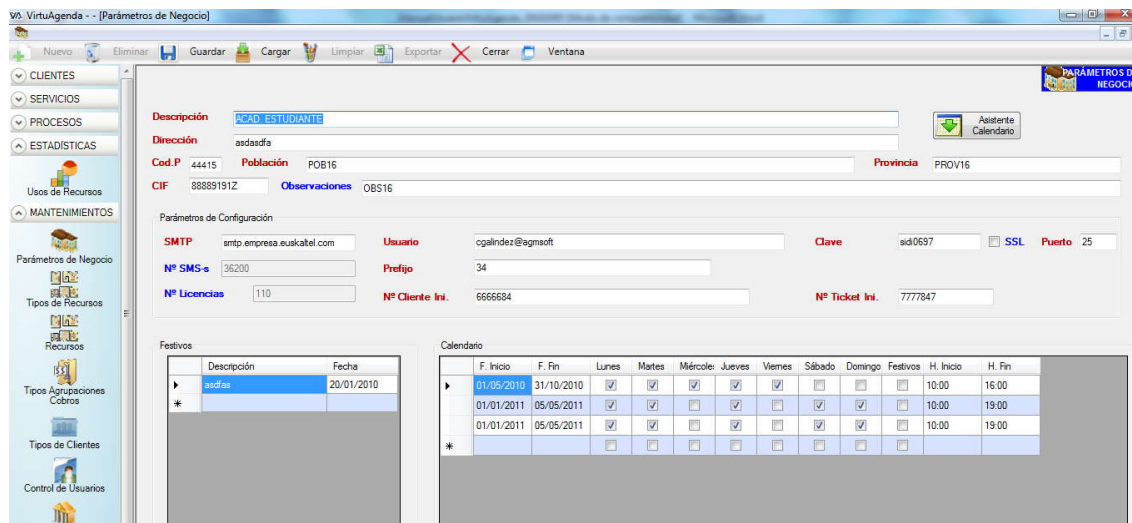 VirtuAgenda - - [Parámetros de Negocio]
Nuevo Eliminar Guardar Cargar Limpiar Exportar Cerrar Ventana
CLIENTES
SERVICIOS
PROCESOS
ESTADÍSTICAS
Usos de Recursos
MANTENIMIENTOS
Parámetros de Negocio
Tipos de Recursos
Recursos
Tipos Agrupaciones
Cobros
Tipos de Clientes
Control de Usuarios
PARÁMETROS D
NEGOCI
Descripción ACAD. ESTUDIANTE
Asistente
Calendario
Dirección asdasdfa
Cod.P 44415 Población POB16 Provincia PROV16
CIF 88889191Z Observaciones OBS16
Parámetros de Configuración
SMTP smtp.empresa.euskaltel.com Usuario cgalindez@agmsoft Clave sidi0697 SSL Puerto 25
Nº SMS-s 36200 Prefijo 34
Nº Licencias 110 Nº Cliente Ini. 6666684 Nº Ticket Ini. 7777847
Festivos
Descripción Fecha
asdfas 20/01/2010
Calendario
F. Inicio F. Fin Lunes Martes Miércole Jueves Viernes Sábado Domingo Festivos H. Inicio H. Fin
01/05/2010 31/10/2010 10:00 16:00
01/01/2011 05/05/2011 10:00 19:00
01/01/2011 05/05/2011 10:00 19:00